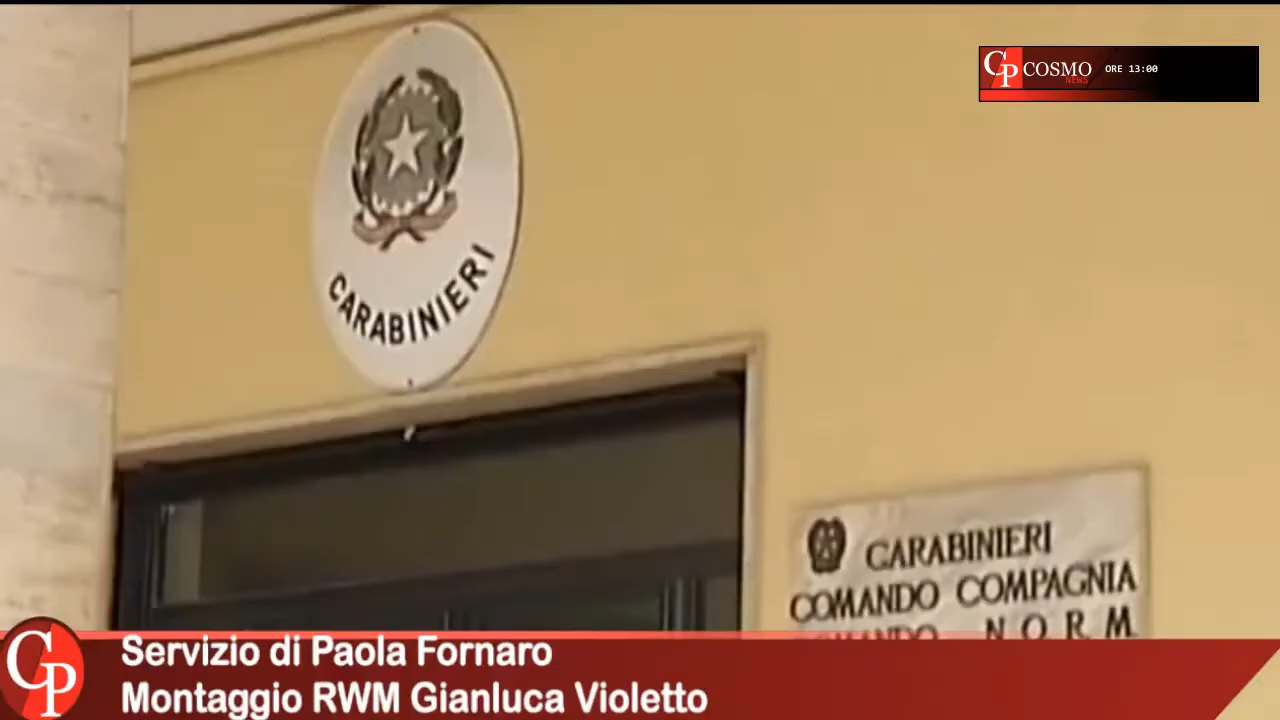 CARABINIERI
CP COSMO
NEWS
ORE 13:00
CARABINIERI
COMANDO COMPAGNIA
COMANDO N.O.R.M.
CP
Servizio di Paola Fornaro
Montaggio RWM Gianluca Violetto